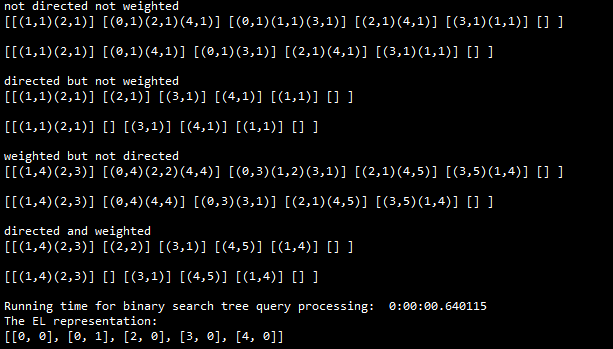 not directed not weighted
[[(1,1)(2,1)] [(0,1)(2,1)(4,1)] [(0,1)(1,1)(3,1)] [(2,1)(4,1)] [(3,1)(1,1)] [] ]
[[(1,1)(2,1)] [(0,1)(4,1)] [(0,1)(3,1)] [(2,1)(4,1)] [(3,1)(1,1)] [] ]
directed but not weighted
[[(1,1)(2,1)] [(2,1)] [(3,1)] [(4,1)] [(1,1)] [] ]
[[(1,1)(2,1)] [] [(3,1)] [(4,1)] [(1,1)] [] ]
weighted but not directed
[[(1,4)(2,3)] [(0,4)(2,2)(4,4)] [(0,3)(1,2)(3,1)] [(2,1)(4,5)] [(3,5)(1,4)] [] ]
[[(1,4)(2,3)] [(0,4)(4,4)] [(0,3)(3,1)] [(2,1)(4,5)] [(3,5)(1,4)] [] ]
directed and weighted
[[(1,4)(2,3)] [(2,2)] [(3,1)] [(4,5)] [(1,4)] [] ]
[[(1,4)(2,3)] [] [(3,1)] [(4,5)] [(1,4)] [] ]
Running time for binary search tree query processing:  0:00:00.640115
The EL representation:
[[0, 0], [0, 1], [2, 0], [3, 0], [4, 0]]